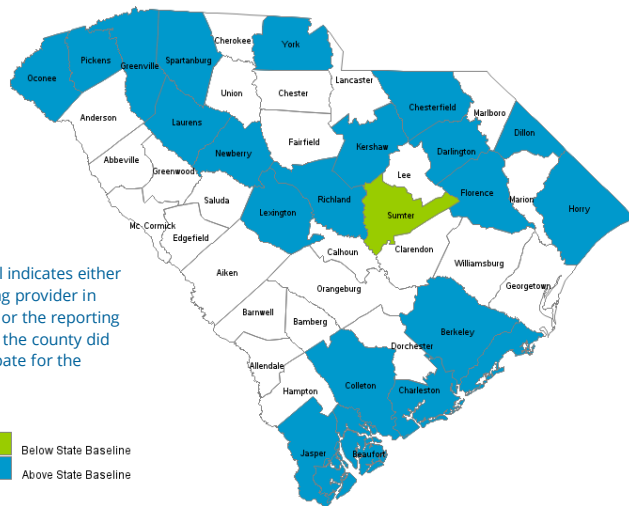 Cherokee
York
Spartanburg
Pickens
Greenville
Oconee
Lancaster
Union
Chester
Chesterfield
Marlboro
Anderson
Laurens
Dillon
Fairfield
Kershaw
Darlington
Newberry
Abbeville
Greenwood
Lee
Florence
Marion
Saluda
Richland
Horry
Lexington
Sumter
Mc Cormick
Edgefield
Calhoun
Clarendon
Williamsburg
Aiken
Georgetown
Orangeburg
Barnwell
Bamberg
Berkeley
Dorchester
Allendale
Colleton
Charleston
Hampton
Jasper
Beaufort
l indicates either
g provider in
or the reporting
the county did
pate for the
Below State Baseline
Above State Baseline